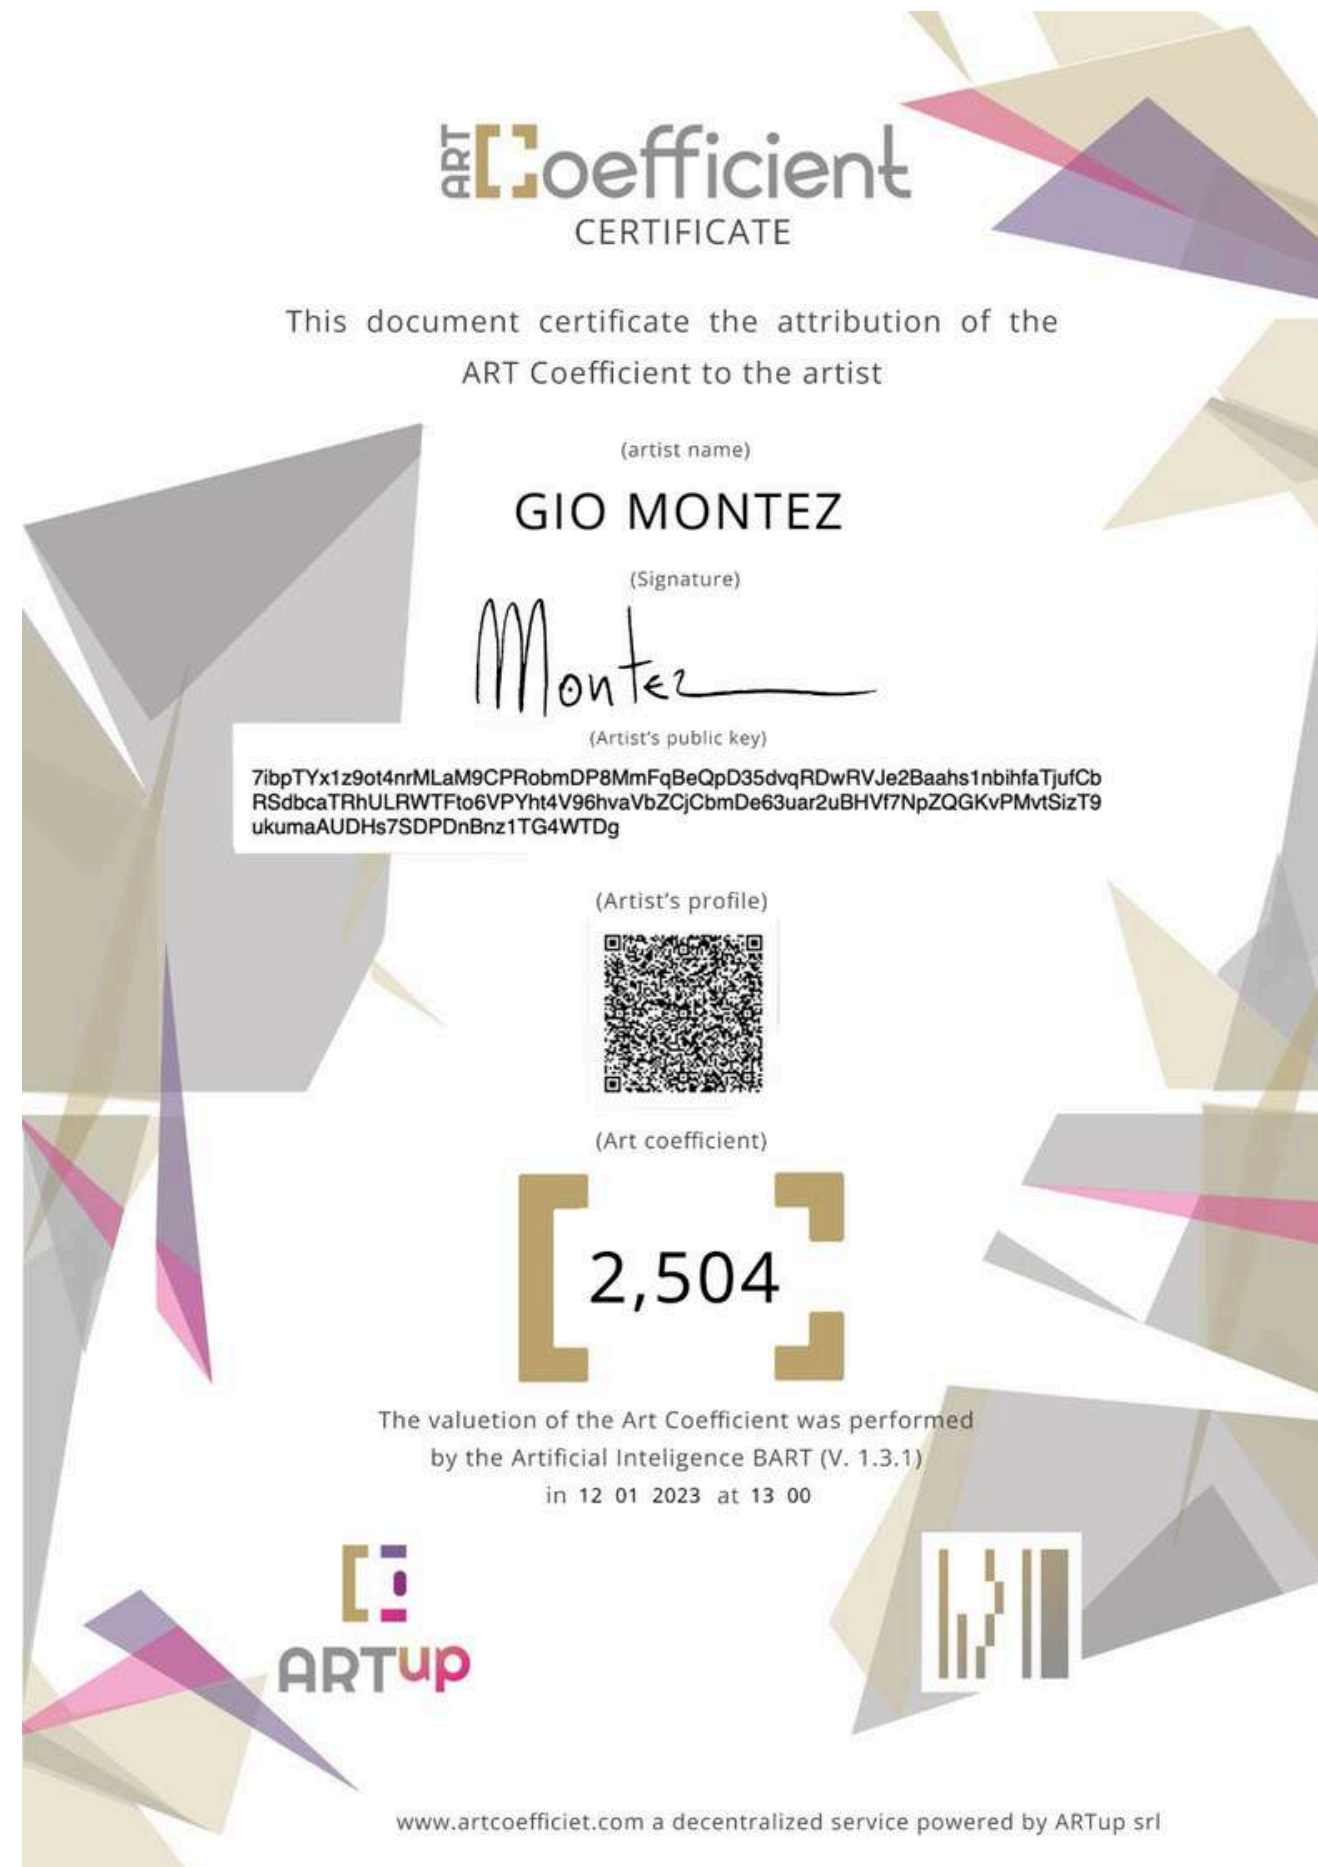 ART Coefficient
CERTIFICATE
This document certificate the attribution of the
ART Coefficient to the artist
(artist name)
GIO MONTEZ
(Signature)
Montez
(Artist's public key)
7ibpTYx1z9ot4nrMLaM9CPRobmDP8MmFqBeQpD35dvqRDwRVJe2Baahs1nbihfaTjufCb
RSdbcaTRhULRWTFto6VPYht4V96hvaVbZCjCbmDe63uar2uBHVf7NpZQGKvPMvtSizT9
ukumaAUDHs7SDPDnBnz1TG4WTDg
(Artist's profile)
(Art coefficient)
2,504
The valuetion of the Art Coefficient was performed
by the Artificial Inteligence BART (V. 1.3.1)
in 12 01 2023 at 13 00
ARTup
www.artcoefficiet.com a decentralized service powered by ARTup srl